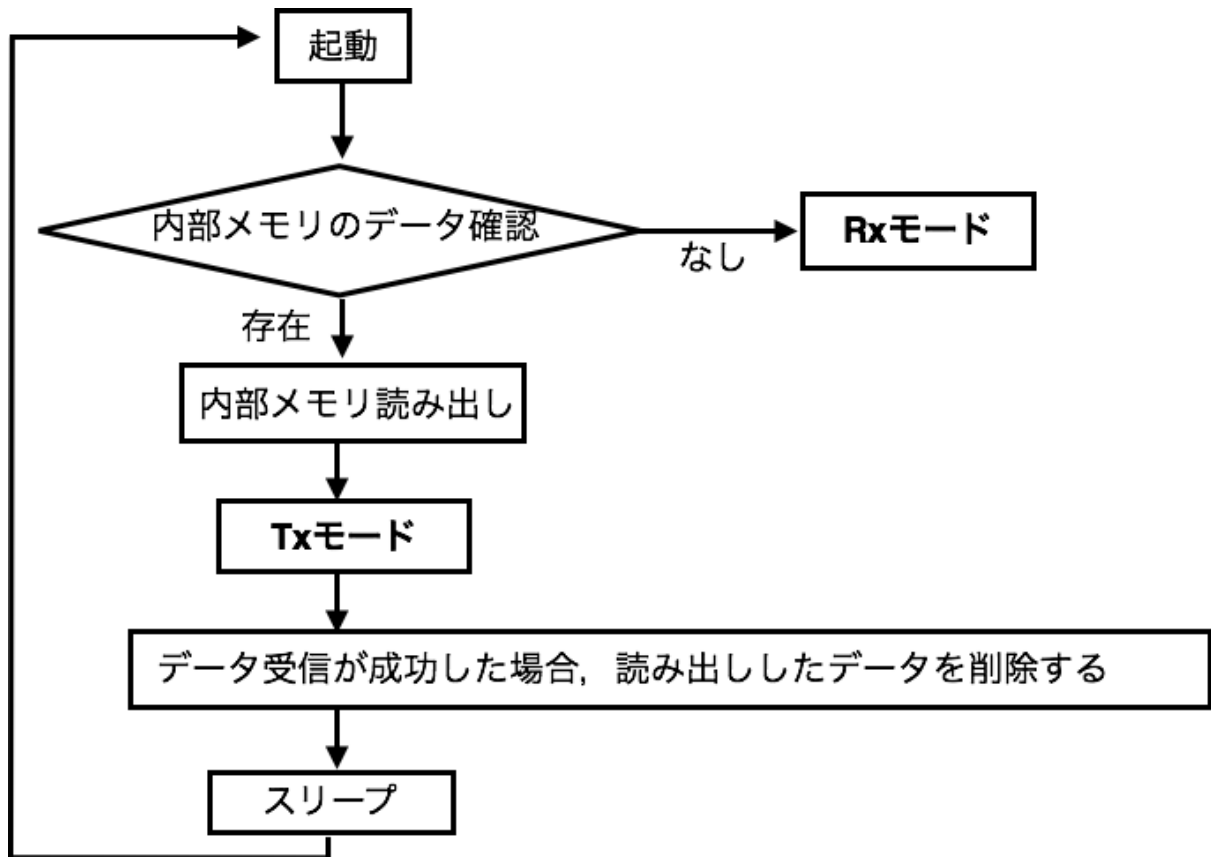 起動
内部メモリのデータ確認
なし
Rxモード
存在
内部メモリ読み出し
Txモード
データ受信が成功した場合，読み出ししたデータを削除する
スリープ